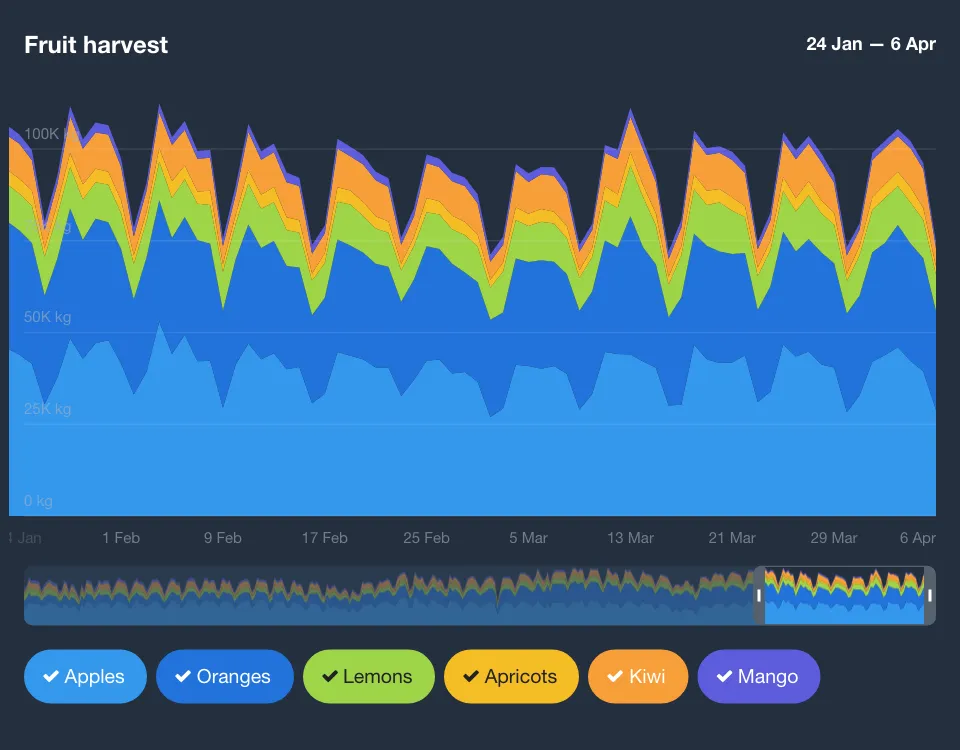 Fruit harvest
24 Jan — 6 Apr
100K
50K kg
25K kg
0 kg
Jan
1 Feb
9 Feb
17 Feb
25 Feb
5 Mar
13 Mar
21 Mar
29 Mar
6 Apr
Apples
Oranges
Lemons
Apricots
Kiwi
Mango